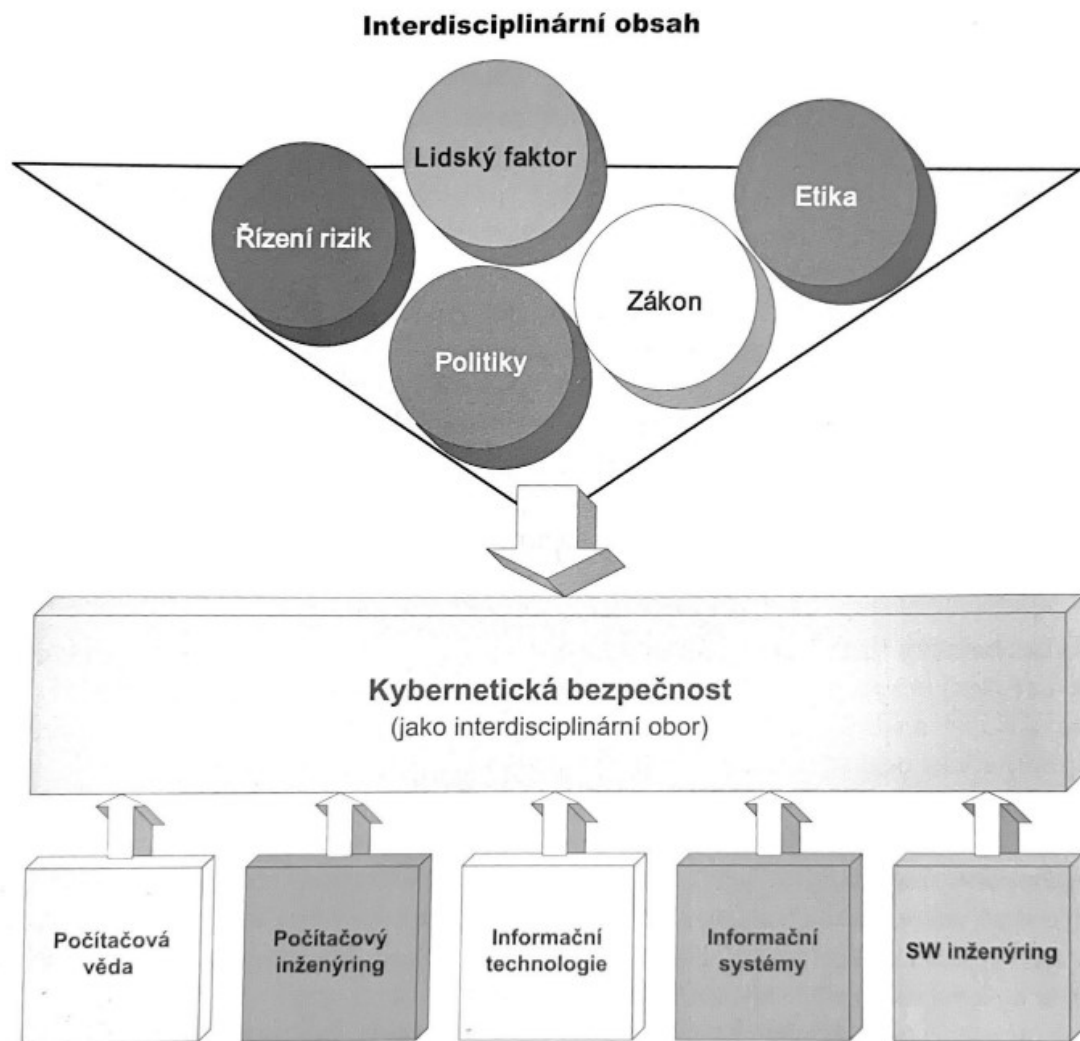 Interdisciplinární obsah
Lidský faktor
Etika
Řízení rizik
Zákon
Politiky
Kybernetická bezpečnost
(jako interdisciplinární obor)
Počítačová
věda
Počítačový
inženýring
Informační
technologie
Informační
systémy
SW inženýring